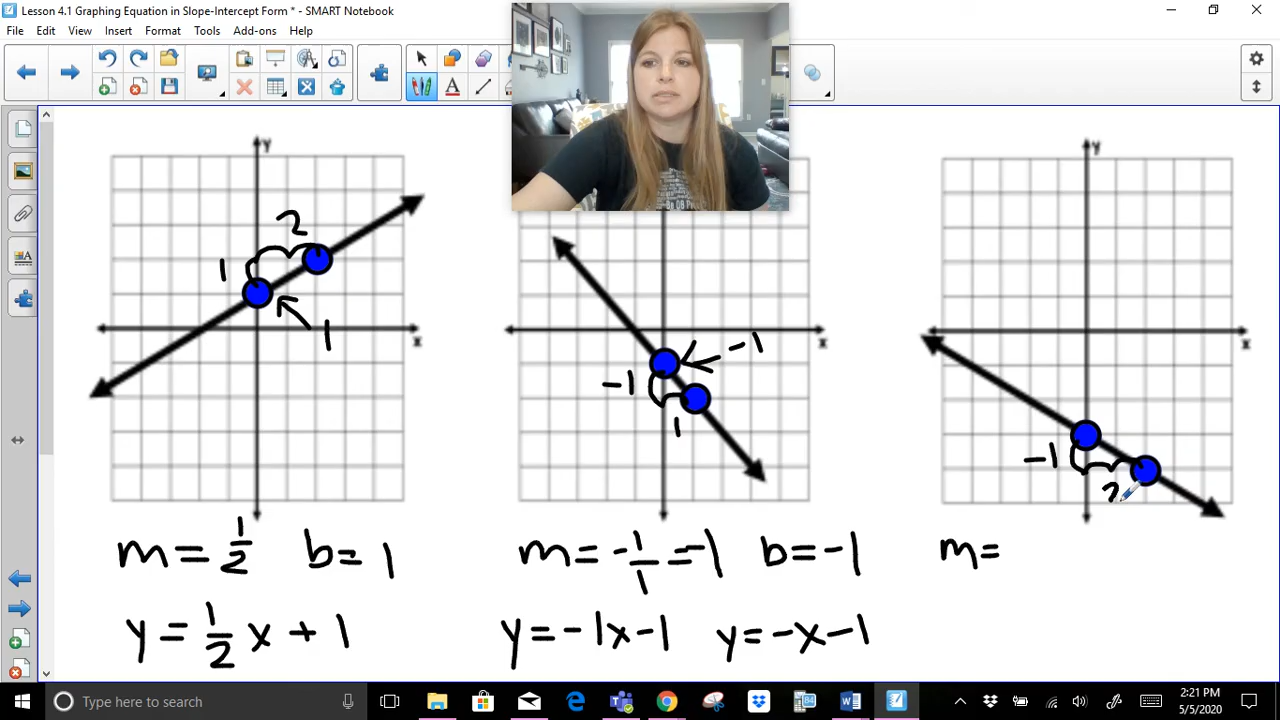 Lesson 4.1 Graphing Equation in Slope-Intercept Form * - SMART Notebook
File Edit View Insert Format Tools Add-ons Help
y
2
1
1
x
-1
-1
1
x
y
x
-1
2
m = 1/2 b = 1
m = -1/1 = -1 b = -1
m =
y = 1/2 x + 1
y = -1x - 1 y = -x - 1
Type here to search
2:21 PM
5/5/2020